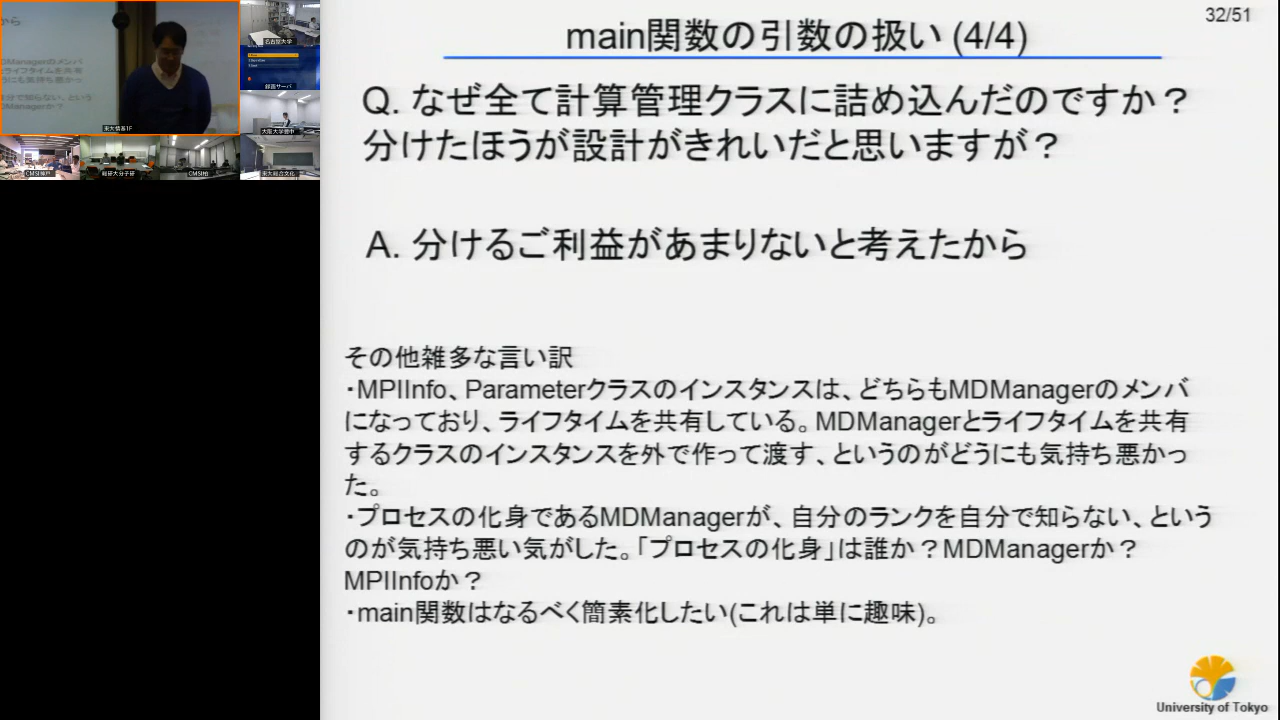 32/51
main関数の引数の扱い (4/4)
Q. なぜ全て計算管理クラスに詰め込んだのですか？
分けたほうが設計がきれいだと思いますが？
A. 分けるご利益があまりないと考えたから
その他雑多な言い訳
・MPIInfo、Parameterクラスのインスタンスは、どちらもMDManagerのメンバ
になっており、ライフタイムを共有している。MDManagerとライフタイムを共有
するクラスのインスタンスを外で作って渡す、というのがどうにも気持ち悪かっ
た。
・プロセスの化身であるMDManagerが、自分のランクを自分で知らない、という
のが気持ち悪い気がした。「プロセスの化身」は誰か？MDManagerか？
MPIInfoか？
・main関数はなるべく簡素化したい(これは単に趣味)。
University of Tokyo
名古屋大学
録画サーバ
東大情基1F
CMSI神戸
総研大分子研
CMSI柏
東大総合文化